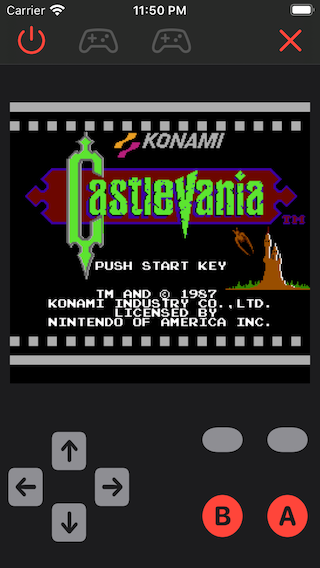 Carrier 11:50 PM
KONAMI
Castlevania
TM
PUSH START KEY
TM AND © 1987
KONAMI INDUSTRY CO.,LTD.
LICENSED BY
NINTENDO OF AMERICA INC.
B A